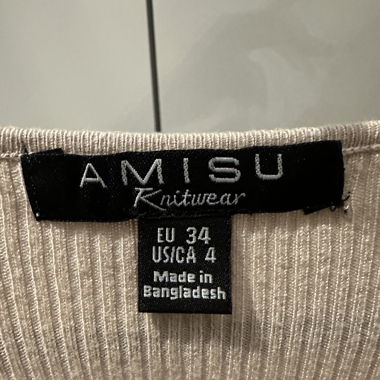 AMISU
Knitwear
EU 34
US/CA 4
Made in
Bangladesh